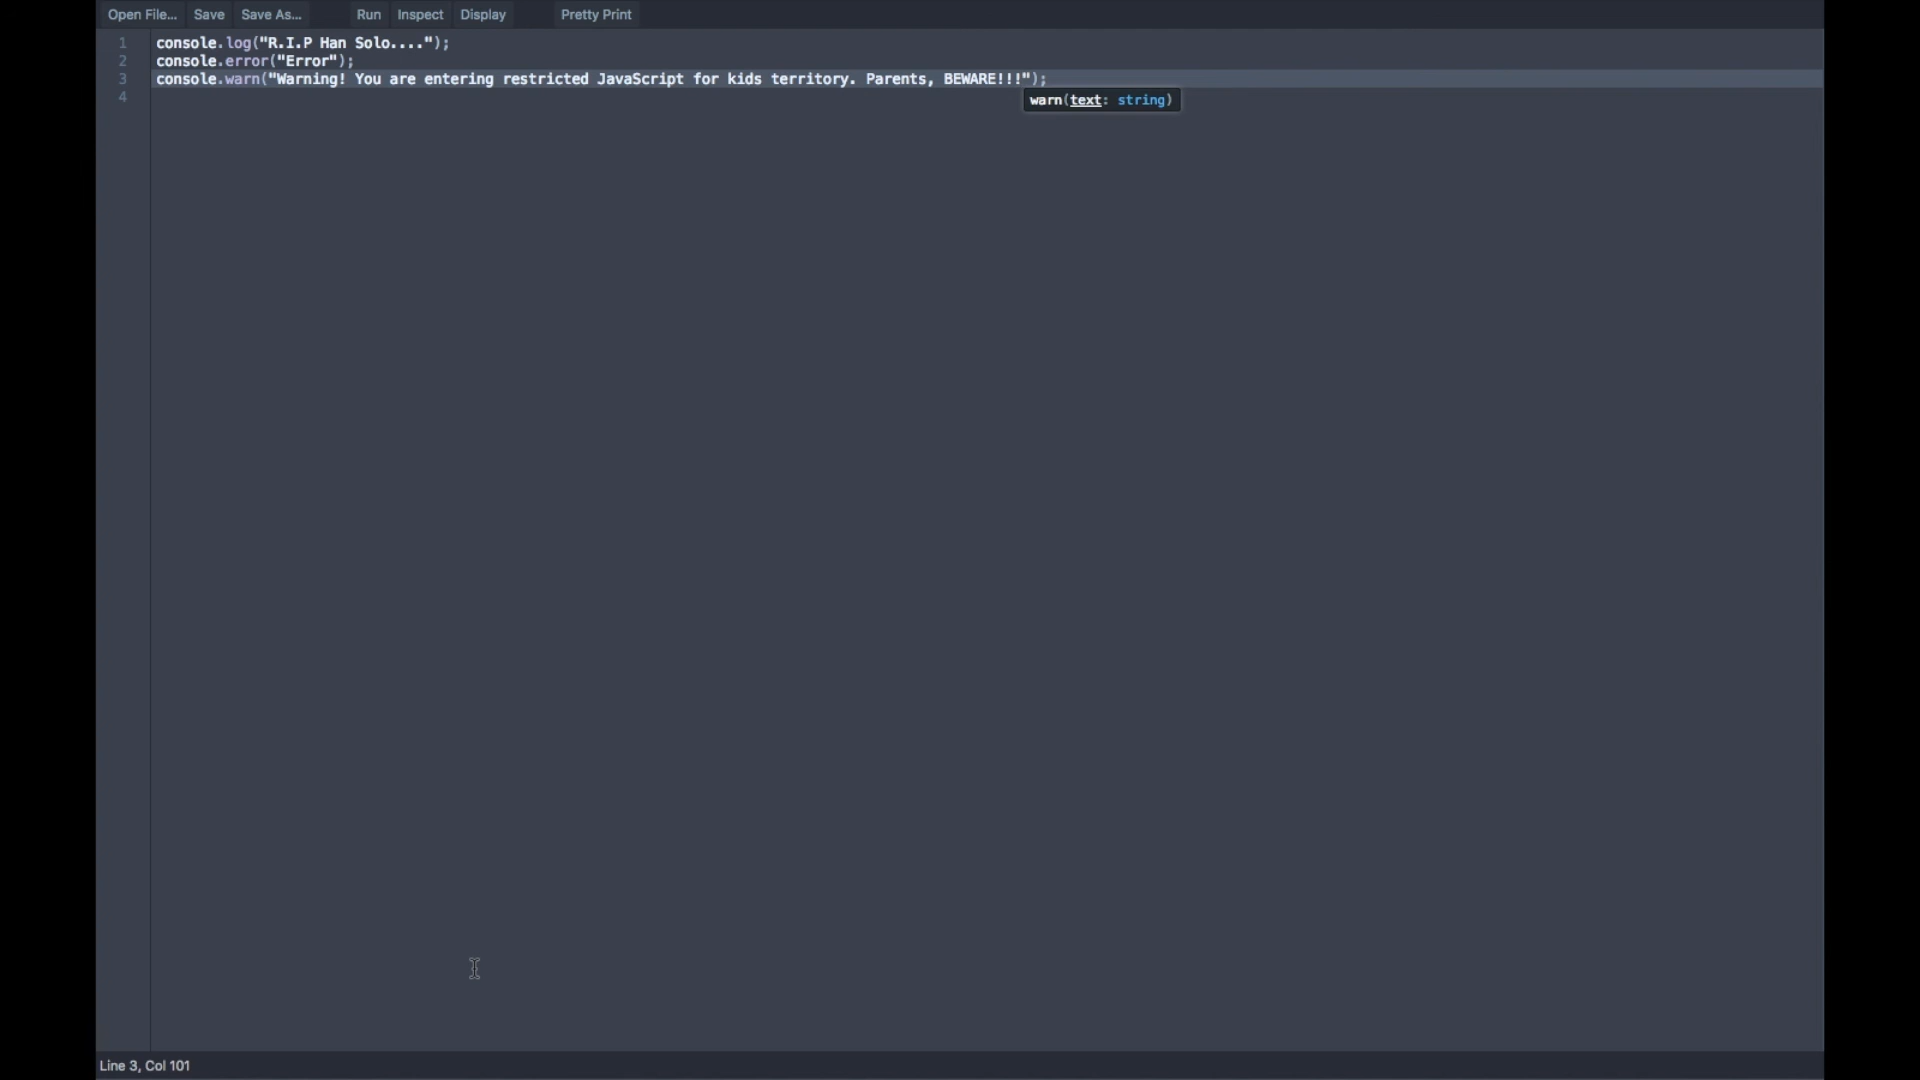 Open File... Save Save As... Run Inspect Display Pretty Print
1 console.log("R.I.P Han Solo....");
2 console.error("Error");
3 console.warn("Warning! You are entering restricted JavaScript for kids territory. Parents, BEWARE!!!");
4
warn(text: string)
Line 3, Col 101